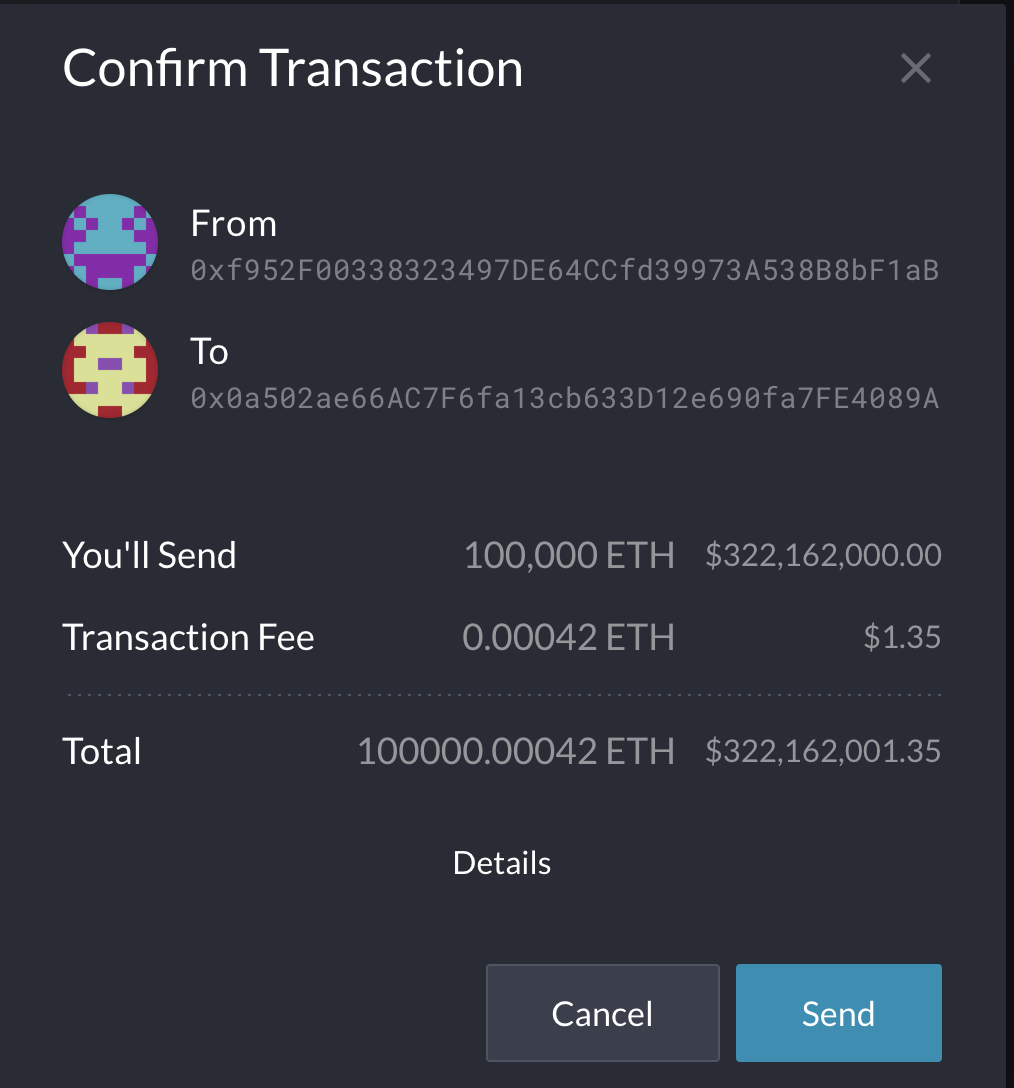 Confirm Transaction
From
0xf952F00338323497DE64CCfd39973A538B8bF1aB
To
0x0a502ae66AC7F6fa13cb633D12e690fa7FE4089A
You'll Send 100,000 ETH $322,162,000.00
Transaction Fee 0.00042 ETH $1.35
Total 100000.00042 ETH $322,162,001.35
Details
Cancel Send